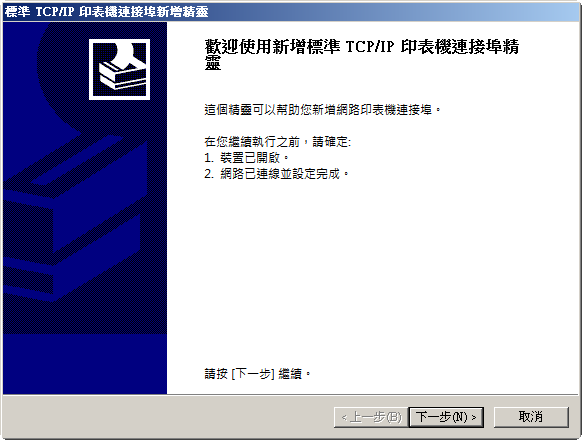 標準 TCP/IP 印表機連接埠新增精靈
歡迎使用新增標準 TCP/IP 印表機連接埠精
靈
這個精靈可以幫助您新增網路印表機連接埠。
在您繼續執行之前，請確定:
1. 裝置已開啟。
2. 網路已連線並設定完成。
請按 [下一步] 繼續。
< 上一步(B) 下一步(N) > 取消